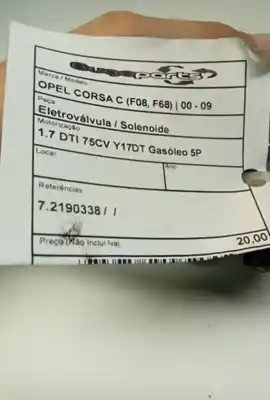 Marca / Modelo
OPEL CORSA C (F08, F68) | 00 - 09
Peça
Eletroválvula / Solenoide
Motorização
1.7 DTI 75CV Y17DT Gasóleo 5P
Local
Ano
Referências
7.2190338 / /
Preço (Não Inclui Iva)
20,00